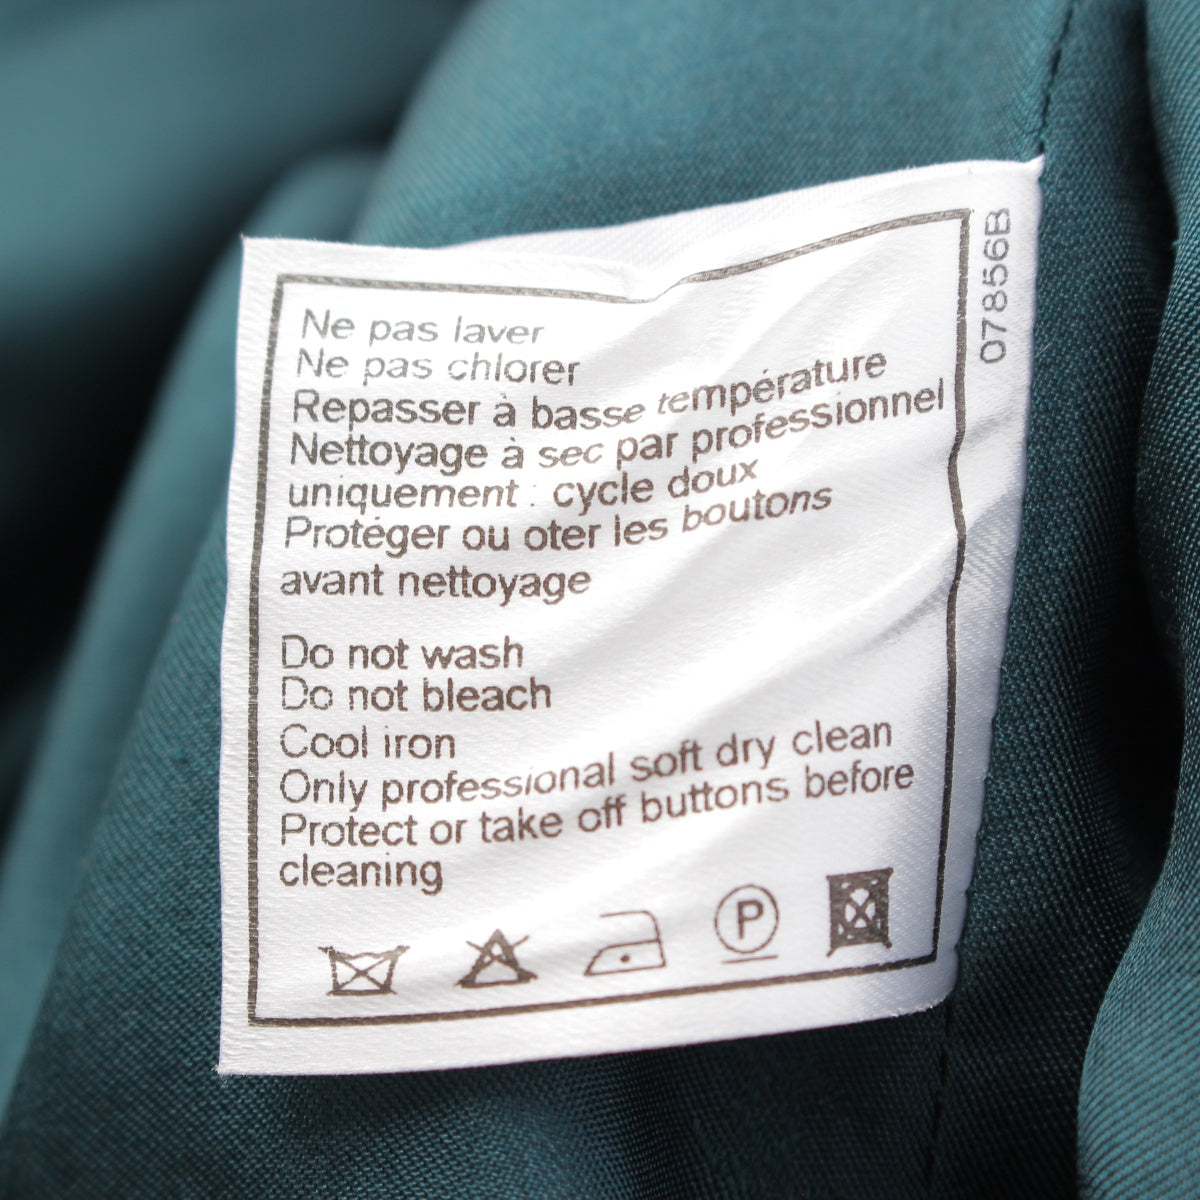 Ne pas laver
Ne pas chlorer
Repasser à basse température
Nettoyage à sec par professionnel
uniquement : cycle doux
Protéger ou oter les boutons
avant nettoyage
Do not wash
Do not bleach
Cool iron
Only professional soft dry clean
Protect or take off buttons before
cleaning
P
07856B